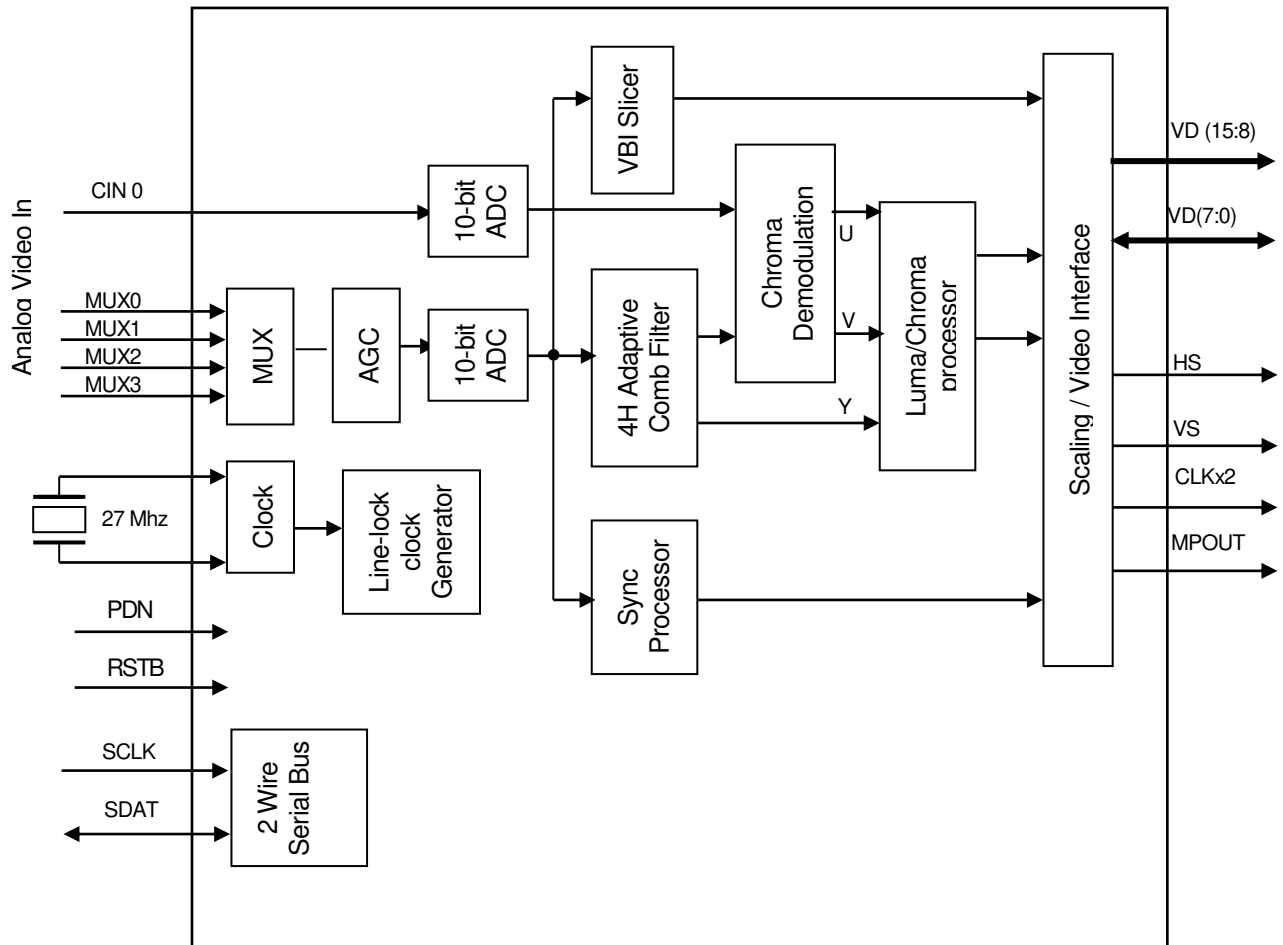 Analog Video In
CIN 0
MUX0
MUX1
MUX2
MUX3
27 Mhz
PDN
RSTB
SCLK
SDAT
MUX
AGC
10-bit
ADC
10-bit
ADC
Clock
Line-lock
clock
Generator
2 Wire
Serial Bus
VBI Slicer
4H Adaptive
Comb Filter
Sync
Processor
Chroma
Demodulation
U
V
Y
Luma/Chroma
processor
Scaling / Video Interface
VD (15:8)
VD(7:0)
HS
VS
CLKx2
MPOUT